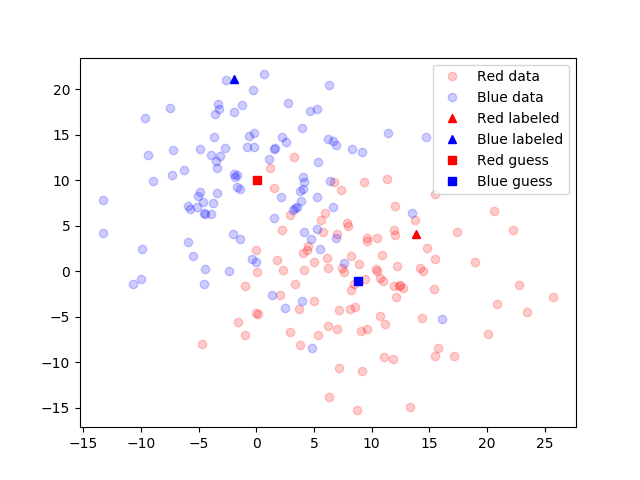 Red data
Blue data
Red labeled
Blue labeled
Red guess
Blue guess
20
15
10
5
0
−5
−10
−15
−15 −10 −5 0 5 10 15 20 25